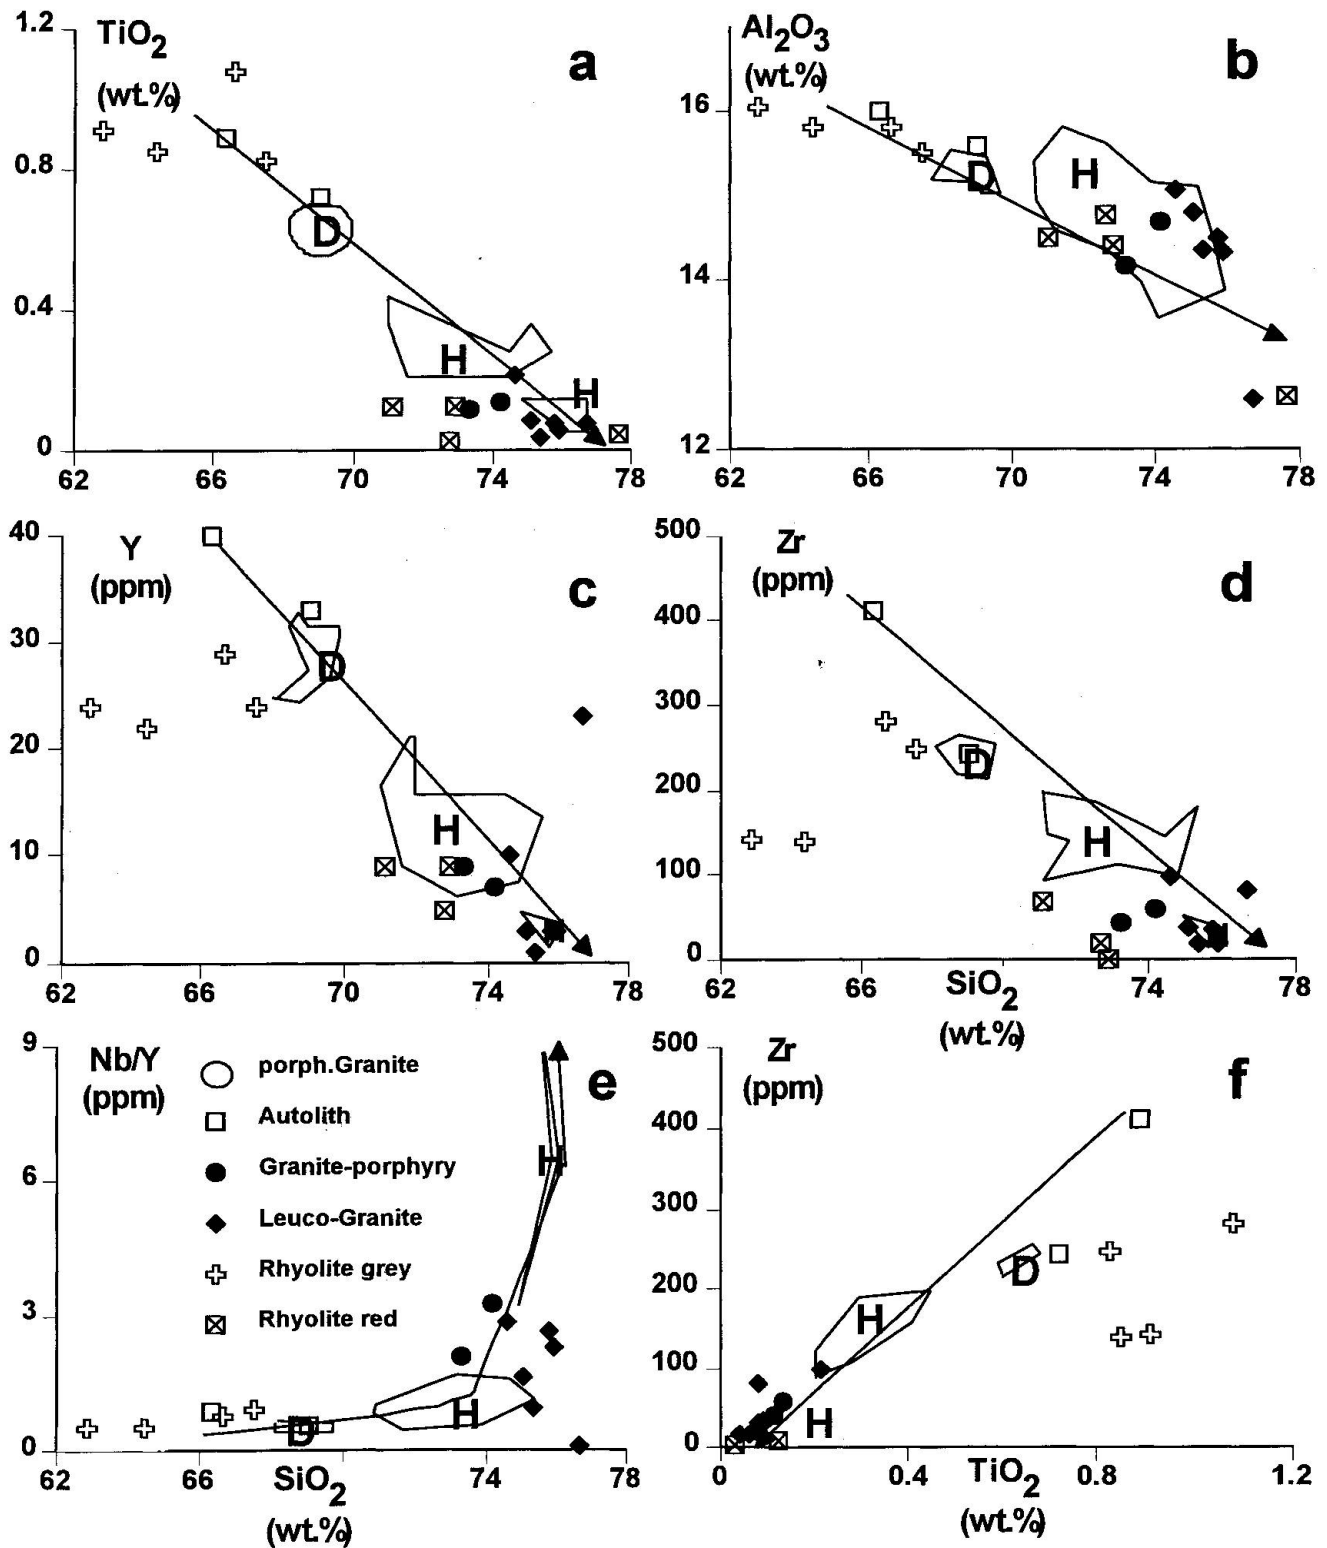 1.2
TiO2
(wt.%)
a
0.8
D
0.4
H
H
0
62
66
70
74
78
Al2O3
(wt.%)
b
16
D
H
14
12
62
66
70
74
78
40
Y
(ppm)
c
30
D
20
H
10
0
62
66
70
74
78
500
Zr
(ppm)
d
400
300
D
200
H
100
0
62
66
SiO2
74
78
(wt.%)
9
Nb/Y
(ppm)
e
porph.Granite
Autolith
Granite-porphyry
H
6
Leuco-Granite
Rhyolite grey
3
Rhyolite red
H
D
0
62
66
SiO2
74
78
(wt.%)
500
Zr
(ppm)
f
400
300
D
200
H
100
H
0
0
0.4
TiO2
0.8
1.2
(wt.%)